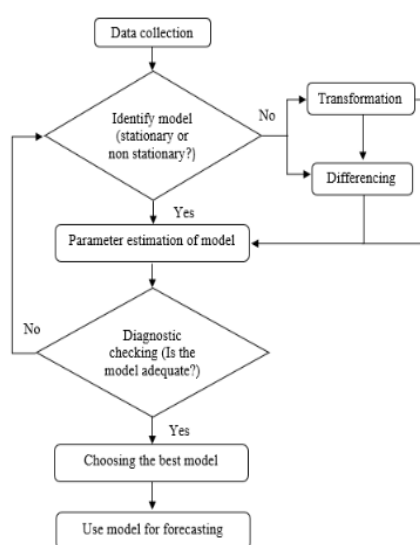 Data collection
Identify model
(stationary or
non stationary?)
No
Transformation
Differencing
Yes
Parameter estimation of model
No
Diagnostic
checking (Is the
model adequate?)
Yes
Choosing the best model
Use model for forecasting